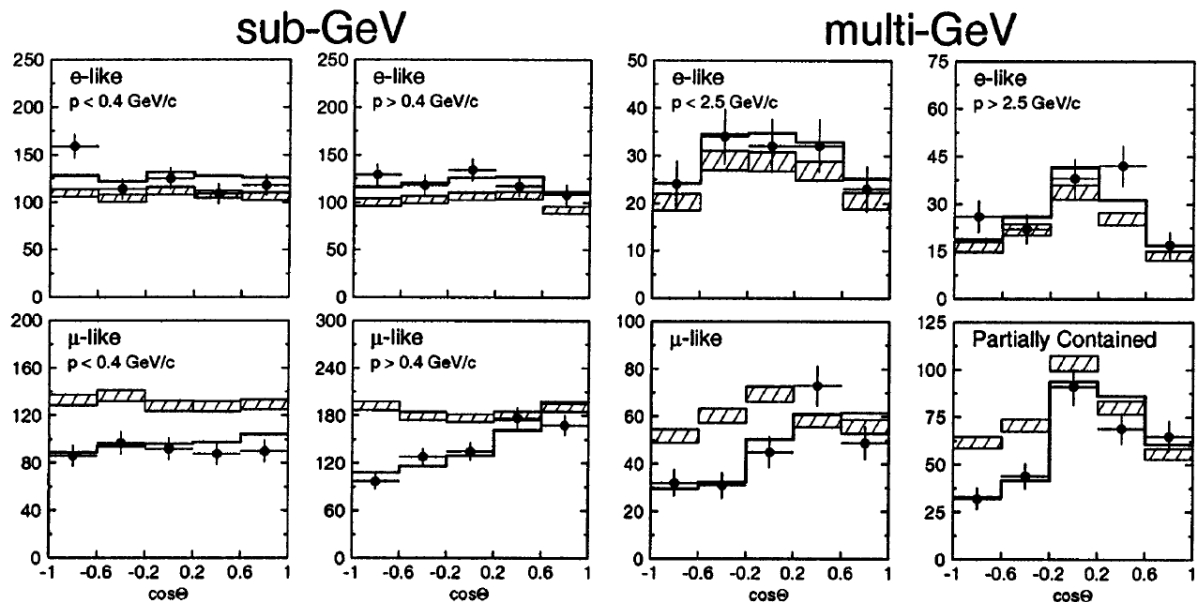 sub-GeV
multi-GeV
250
200
150
100
50
0
e-like
p < 0.4 GeV/c
250
200
150
100
50
0
e-like
p > 0.4 GeV/c
50
40
30
20
10
0
e-like
p < 2.5 GeV/c
75
60
45
30
15
0
e-like
p > 2.5 GeV/c
200
160
120
80
40
0
μ-like
p < 0.4 GeV/c
300
240
180
120
60
0
μ-like
p > 0.4 GeV/c
100
80
60
40
20
0
μ-like
125
100
75
50
25
0
Partially Contained
-1 -0.6 -0.2 0.2 0.6 1
cosΘ
-1 -0.6 -0.2 0.2 0.6 1
cosΘ
-1 -0.6 -0.2 0.2 0.6 1
cosΘ
-1 -0.6 -0.2 0.2 0.6 1
cosΘ